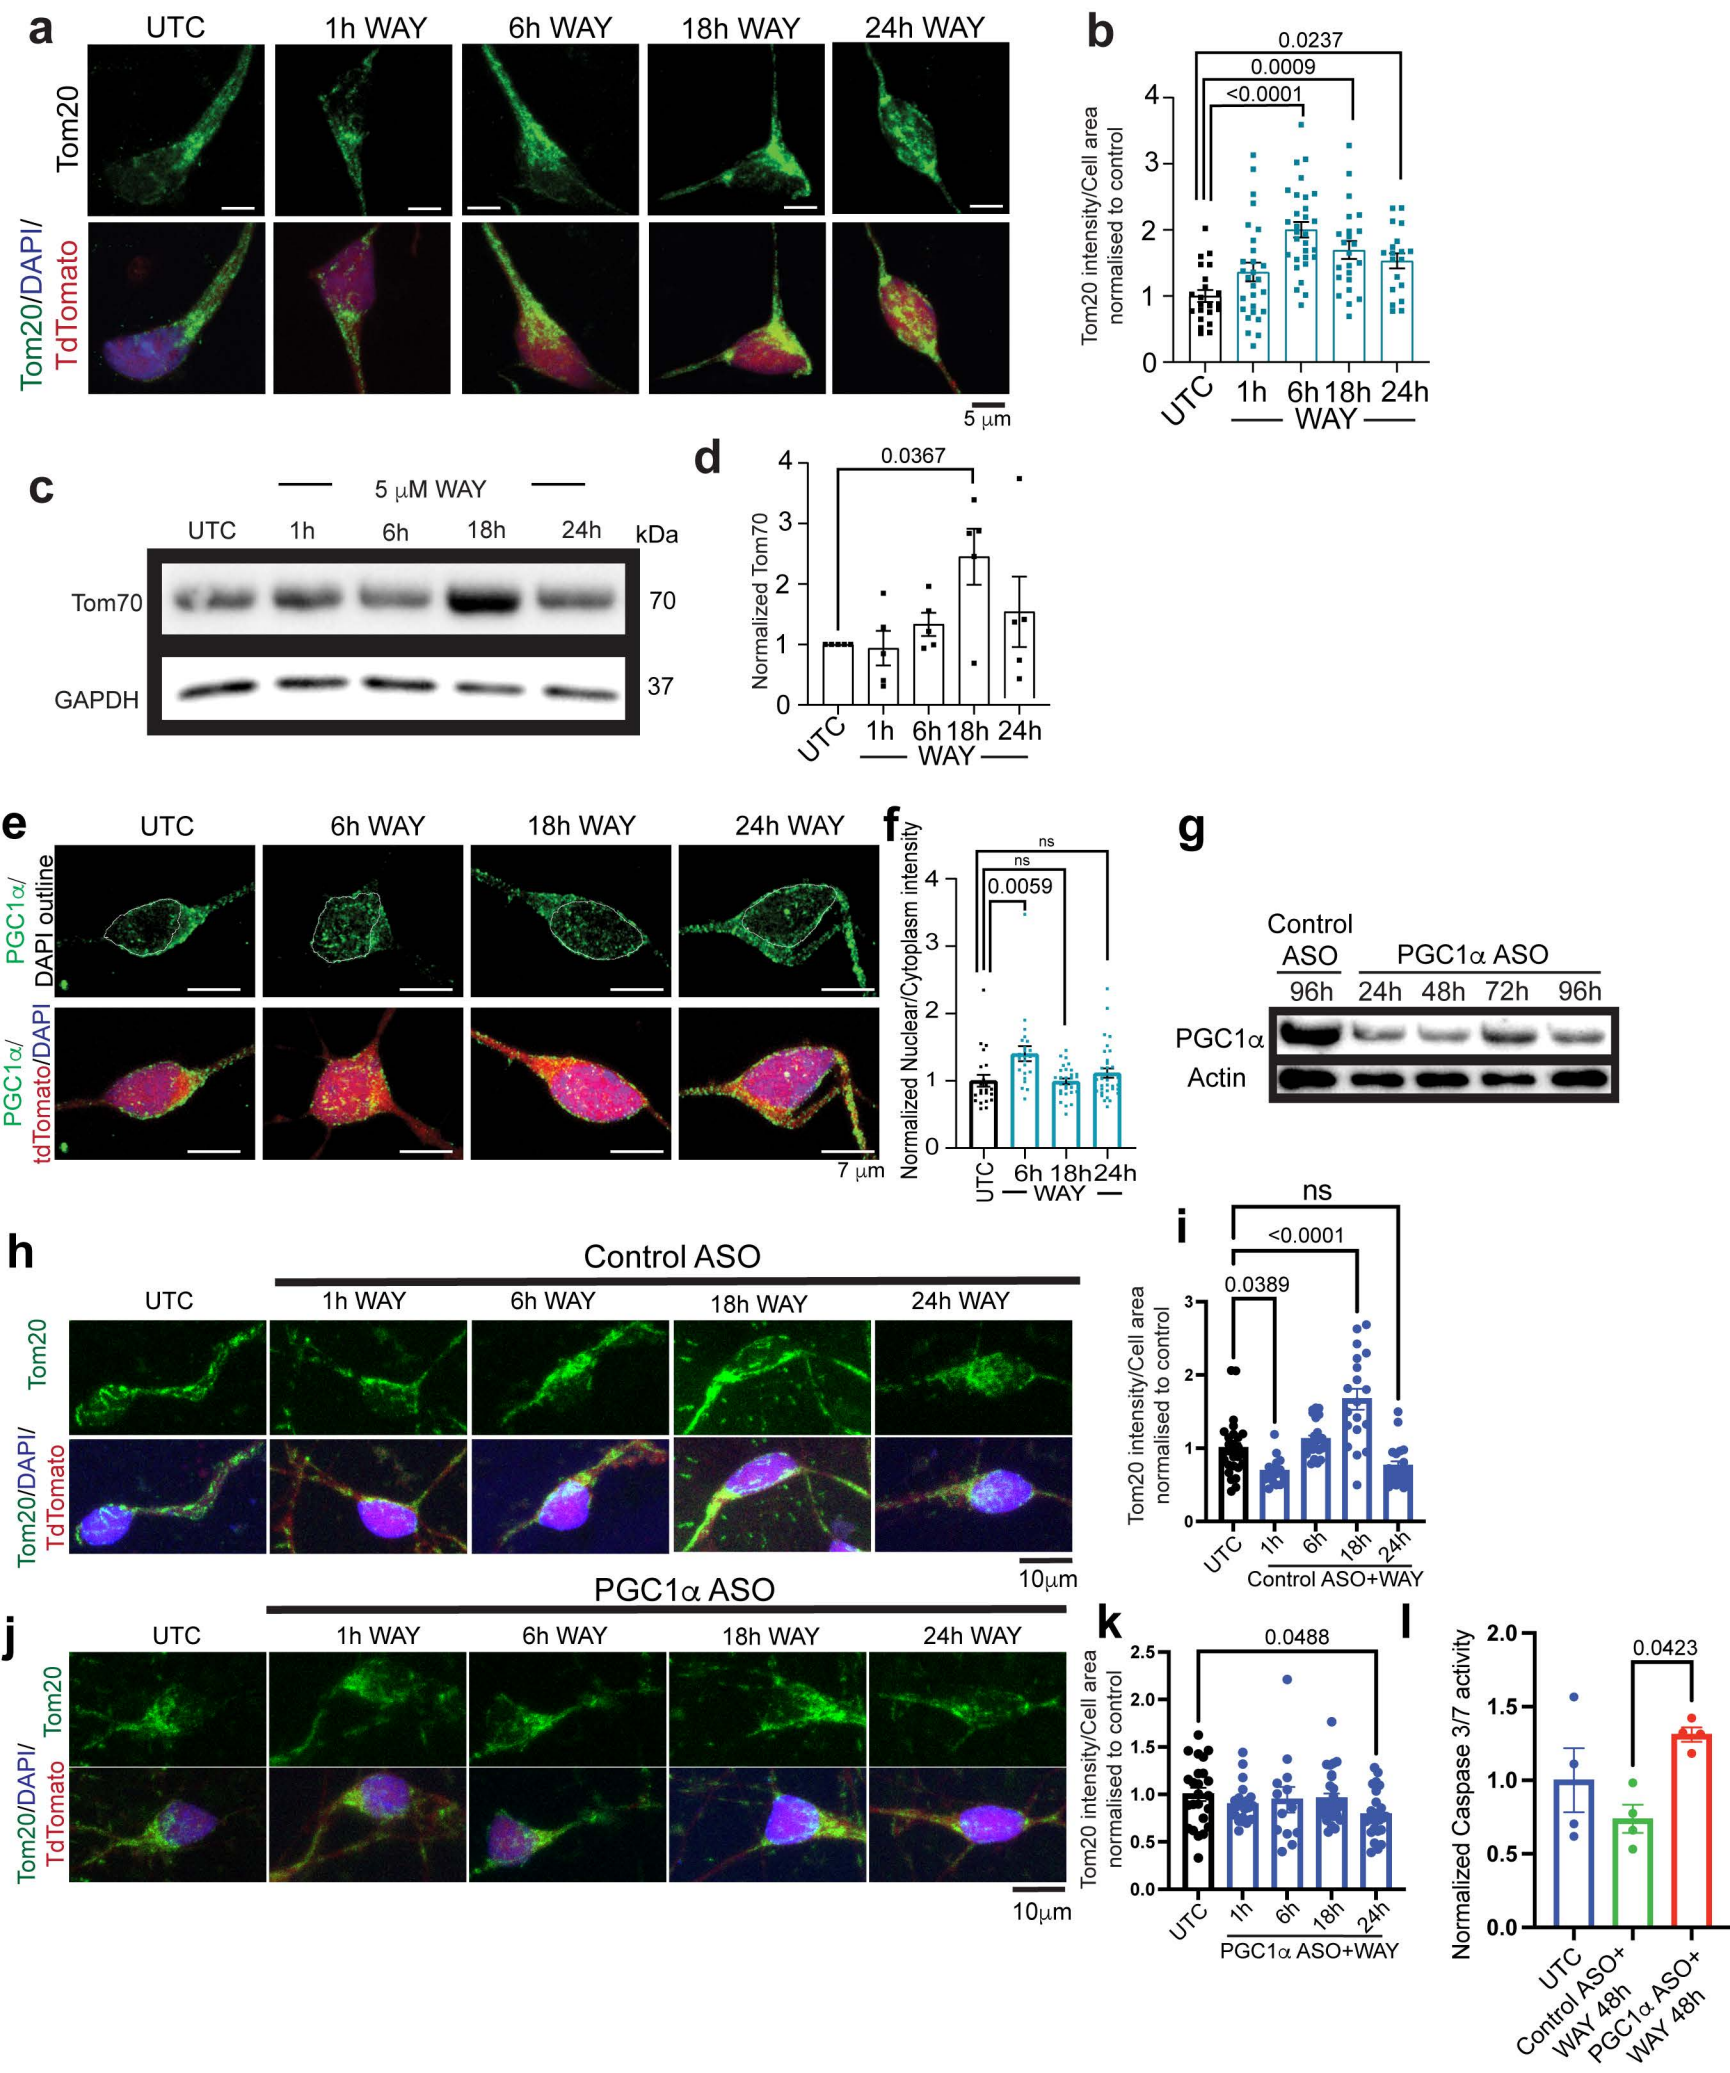 a
UTC 1h WAY 6h WAY 18h WAY 24h WAY
Tom20
Tom20/DAPI/
TdTomato
5 μm
b
0.0237
0.0009
<0.0001
Tom20 intensity/Cell area
normalised to control
4
3
2
1
0
UTC 1h 6h 18h 24h
WAY
c
5 μM WAY
UTC 1h 6h 18h 24h kDa
Tom70 70
GAPDH 37
d
0.0367
Normalized Tom70
4
3
2
1
0
UTC 1h 6h 18h 24h
WAY
e
UTC 6h WAY 18h WAY 24h WAY
PGC1α/
DAPI outline
PGC1α/
tdTomato/DAPI
7 μm
f
ns
ns
0.0059
Normalized Nuclear/Cytoplasm intensity
4
3
2
1
0
UTC 6h 18h 24h
WAY
g
Control
ASO PGC1α ASO
96h 24h 48h 72h 96h
PGC1α
Actin
h
Control ASO
UTC 1h WAY 6h WAY 18h WAY 24h WAY
Tom20
Tom20/DAPI/
TdTomato
10μm
i
ns
<0.0001
0.0389
Tom20 intensity/Cell area
normalised to control
3
2
1
0
UTC 1h 6h 18h 24h
Control ASO+WAY
j
PGC1α ASO
UTC 1h WAY 6h WAY 18h WAY 24h WAY
Tom20
Tom20/DAPI/
TdTomato
10μm
k
0.0488
Tom20 intensity/Cell area
normalised to control
2.5
2.0
1.5
1.0
0.5
0.0
UTC 1h 6h 18h 24h
PGC1α ASO+WAY
l
0.0423
Normalized Caspase 3/7 activity
2.0
1.5
1.0
0.5
0.0
UTC
Control ASO+
WAY 48h
PGC1α ASO+
WAY 48h